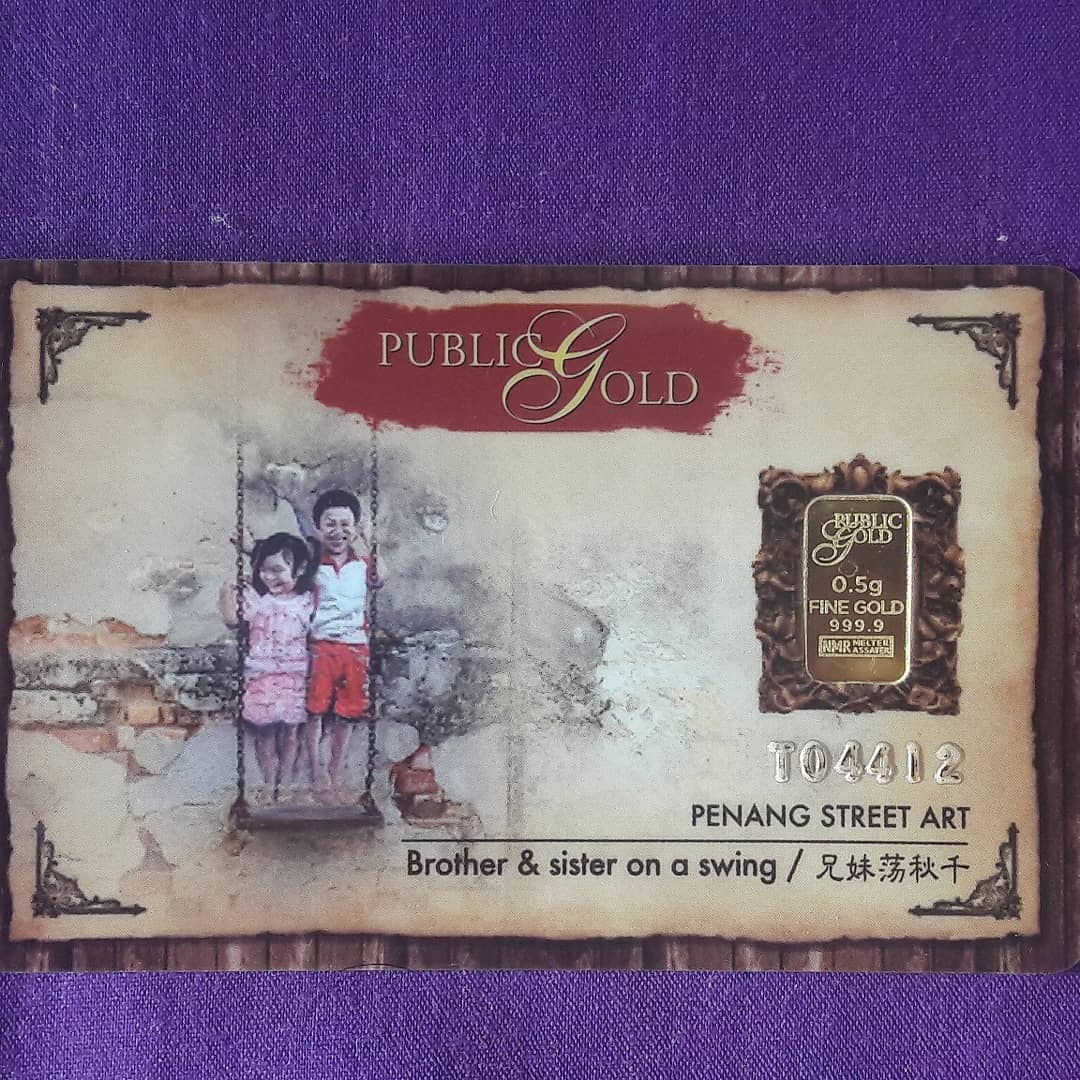 PUBLIC GOLD
PUBLIC
GOLD
0.5g
FINE GOLD
999.9
NMR MELTER ASSAYER
T04412
PENANG STREET ART
Brother & sister on a swing / 兄妹荡秋千